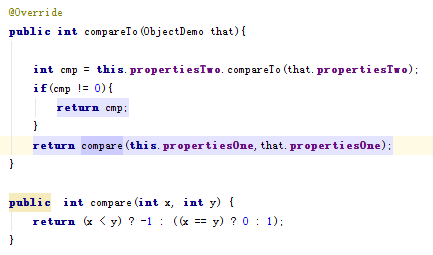 @Override
public int compareTo(ObjectDemo that){
int cmp = this.propertiesTwo.compareTo(that.propertiesTwo);
if(cmp != 0){
return cmp;
}
return compare(this.propertiesOne,that.propertiesOne);
}
public int compare(int x, int y) {
return (x < y) ? -1 : ((x == y) ? 0 : 1);
}